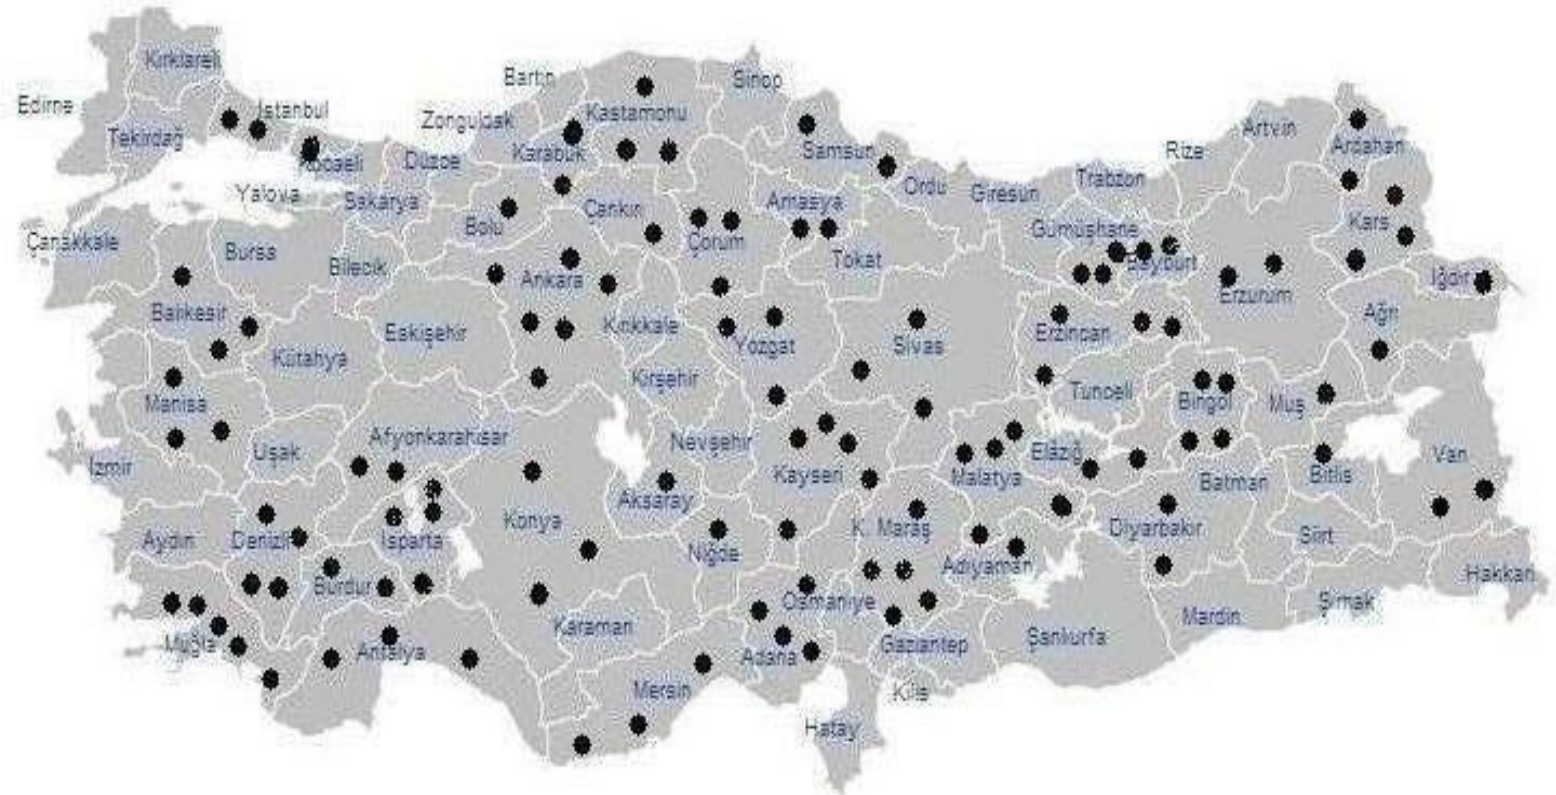 Kırklareli
Edirne
İstanbul
Tekirdağ
Kocaeli
Yalova
Sakarya
Düzce
Zonguldak
Bartın
Karabük
Kastamonu
Sinop
Samsun
Ordu
Giresun
Trabzon
Rize
Artvin
Ardahan
Çanakkale
Bursa
Bilecik
Bolu
Çankırı
Çorum
Amasya
Tokat
Gümüşhane
Bayburt
Kars
Iğdır
Ağrı
Erzurum
Erzincan
Sivas
Yozgat
Kırıkkale
Ankara
Eskişehir
Balıkesir
Kütahya
Manisa
Kırşehir
Tunceli
Bingöl
Muş
İzmir
Uşak
Afyonkarahisar
Nevşehir
Kayseri
Malatya
Elazığ
Batman
Bitlis
Van
Aydın
Denizli
Isparta
Konya
Aksaray
Niğde
K. Maraş
Adıyaman
Diyarbakır
Siirt
Hakkari
Muğla
Burdur
Antalya
Karaman
Mersin
Adana
Osmaniye
Gaziantep
Şanlıurfa
Mardin
Şırnak
Kilis
Hatay